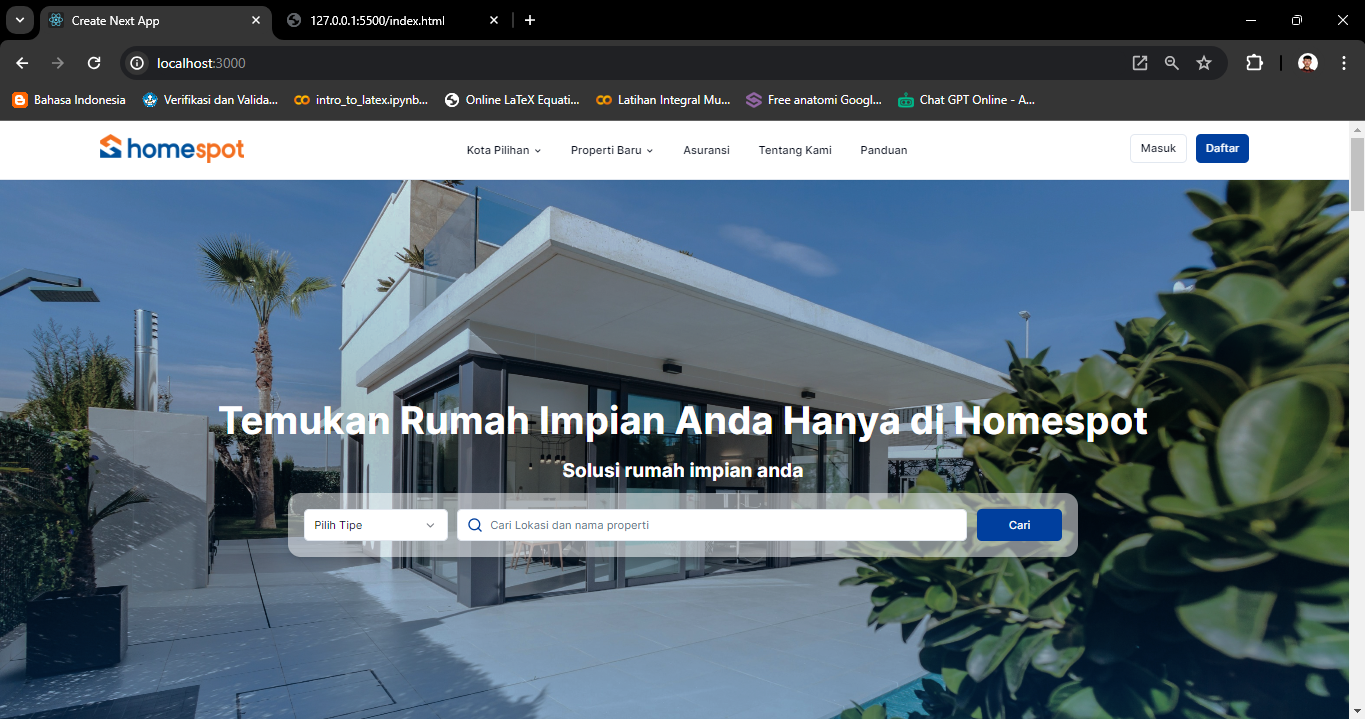 Create Next App
127.0.0.1:5500/index.html
localhost:3000
Bahasa Indonesia
Verifikasi dan Valida...
intro_to_latex.ipynb...
Online LaTeX Equati...
Latihan Integral Mu...
Free anatomi Googl...
Chat GPT Online - A...
homespot
Kota Pilihan
Properti Baru
Asuransi
Tentang Kami
Panduan
Masuk
Daftar
Temukan Rumah Impian Anda Hanya di Homespot
Solusi rumah impian anda
Pilih Tipe
Cari Lokasi dan nama properti
Cari